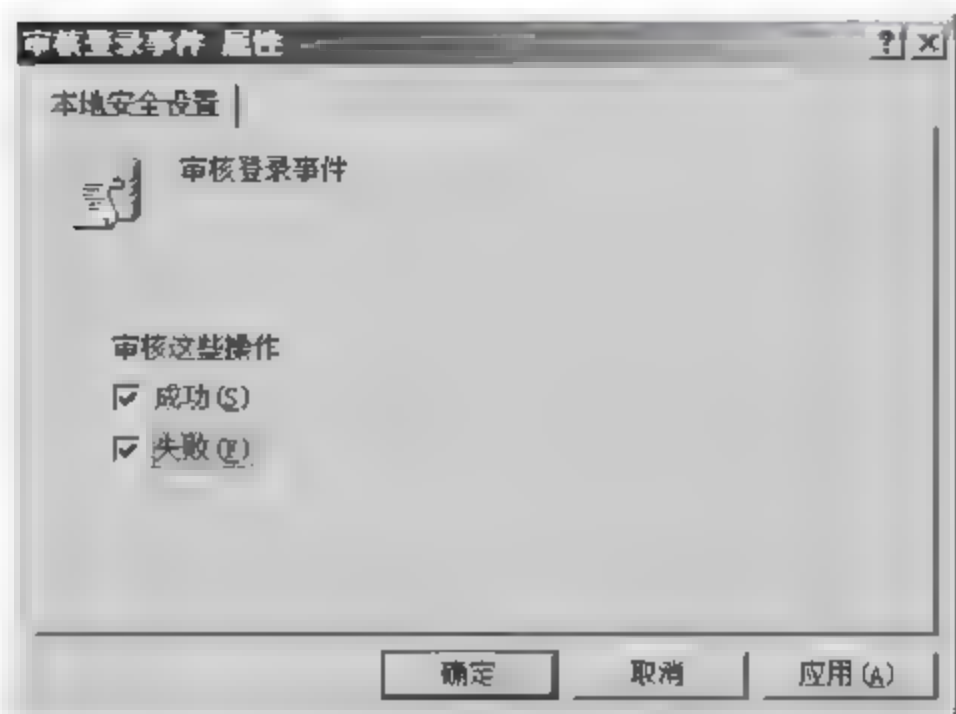 审核登录事件 属性
本地安全设置
审核登录事件
审核这些操作
成功(S)
失败(F)
确定 取消 应用(A)